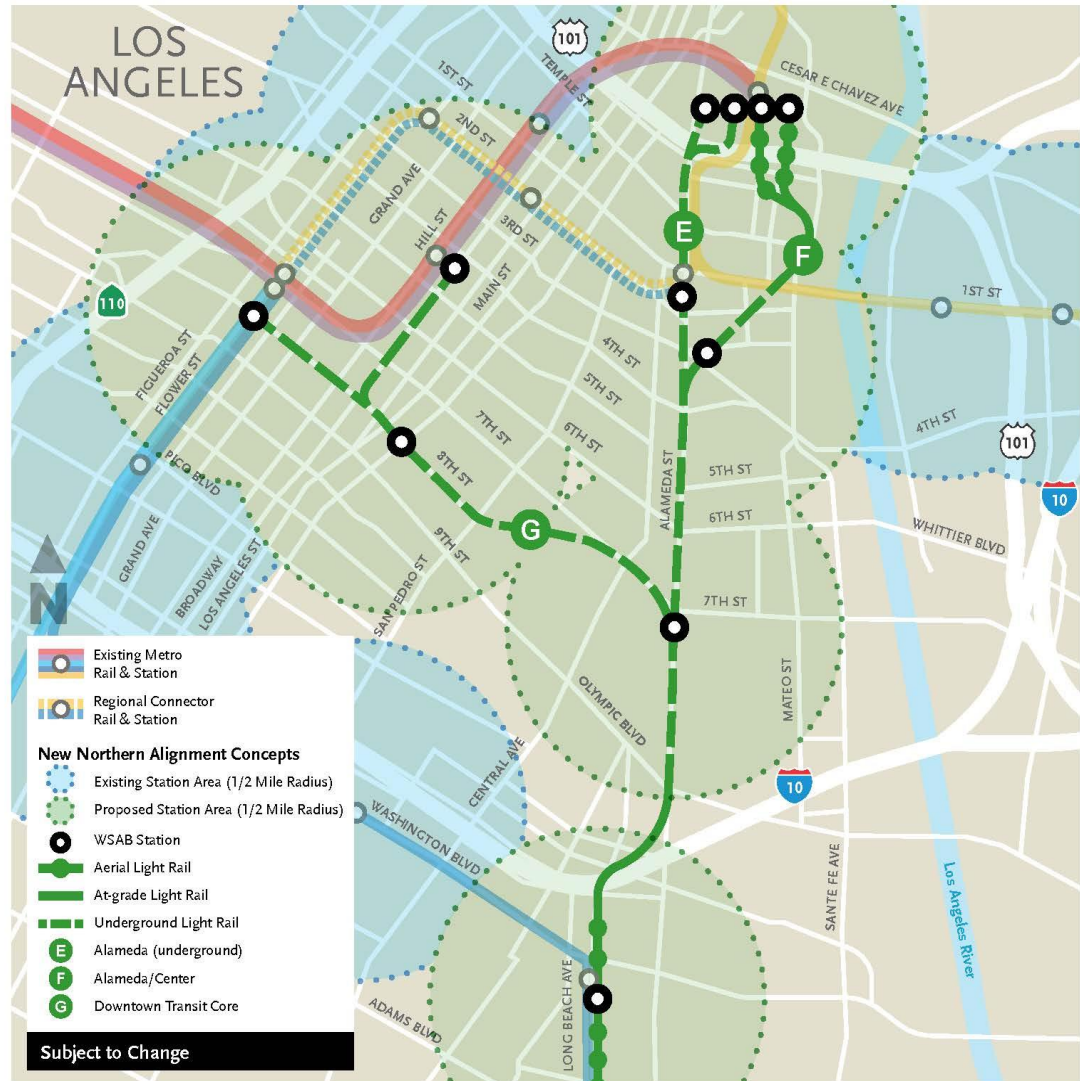 LOS
ANGELES
101
1ST ST
TEMPLE ST
CESAR E CHAVEZ AVE
2ND ST
GRAND AVE
HILL ST
3RD ST
MAIN ST
E
F
110
1ST ST
FIGUEROA ST
FLOWER ST
4TH ST
5TH ST
7TH ST
6TH ST
8TH ST
ALAMEDA ST
4TH ST
101
PICO BLVD
5TH ST
10
G
6TH ST
WHITTIER BLVD
GRAND AVE
BROADWAY
LOS ANGELES ST
9TH ST
SAN PEDRO ST
N
7TH ST
MATEO ST
OLYMPIC BLVD
CENTRAL AVE
10
WASHINGTON BLVD
SANTE FE AVE
Los Angeles River
LONG BEACH AVE
ADAMS BLVD
Existing Metro
Rail & Station
Regional Connector
Rail & Station
New Northern Alignment Concepts
Existing Station Area (1/2 Mile Radius)
Proposed Station Area (1/2 Mile Radius)
WSAB Station
Aerial Light Rail
At-grade Light Rail
Underground Light Rail
E Alameda (underground)
F Alameda/Center
G Downtown Transit Core
Subject to Change